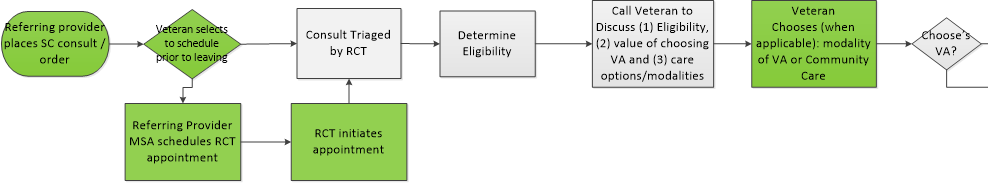 Referring provider
places SC consult /
order
Veteran selects
to schedule
prior to leaving
Consult Triaged
by RCT
Determine
Eligibility
Call Veteran to
Discuss (1) Eligibility,
(2) value of choosing
VA and (3) care
options/modalities
Veteran
Chooses (when
applicable): modality
of VA or Community
Care
Choose's
VA?
Referring Provider
MSA schedules RCT
appointment
RCT initiates
appointment